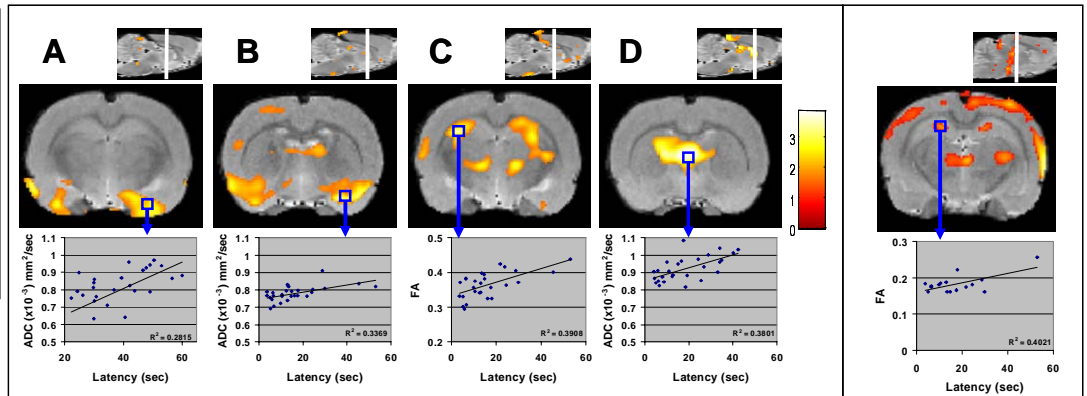 A B C D
3
2
1
0
1.1
1
0.9
0.8
0.7
0.6
0.5
ADC (x10⁻³) mm²/sec
R² = 0.2815
20 40 60
Latency (sec)
1.1
1
0.9
0.8
0.7
0.6
0.5
ADC (x10⁻³) mm²/sec
R² = 0.3369
0 20 40 60
Latency (sec)
0.5
0.4
0.3
0.2
FA
R² = 0.3908
0 20 40 60
Latency (sec)
1.1
1
0.9
0.8
0.7
0.6
0.5
ADC (x10⁻³) mm²/sec
R² = 0.3801
0 20 40 60
Latency (sec)
0.3
0.2
0.1
0
FA
R² = 0.4021
0 20 40 60
Latency (sec)